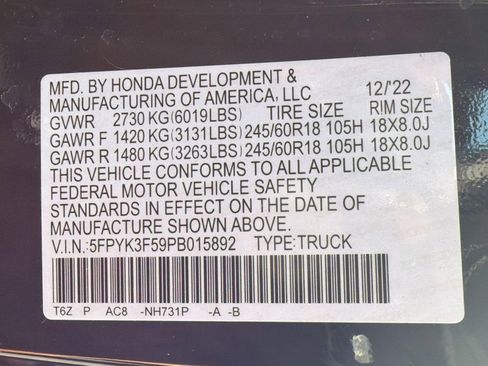 MFD. BY HONDA DEVELOPMENT &
MANUFACTURING OF AMERICA, LLC 12/'22
GVWR 2730 KG(6019LBS) TIRE SIZE RIM SIZE
GAWR F 1420 KG(3131LBS) 245/60R18 105H 18X8.0J
GAWR R 1480 KG(3263LBS) 245/60R18 105H 18X8.0J
THIS VEHICLE CONFORMS TO ALL APPLICABLE
FEDERAL MOTOR VEHICLE SAFETY
STANDARDS IN EFFECT ON THE DATE OF
MANUFACTURE SHOWN ABOVE.
V.I.N.:5FPYK3F59PB015892 TYPE:TRUCK
T6Z P AC8 -NH731P -A -B